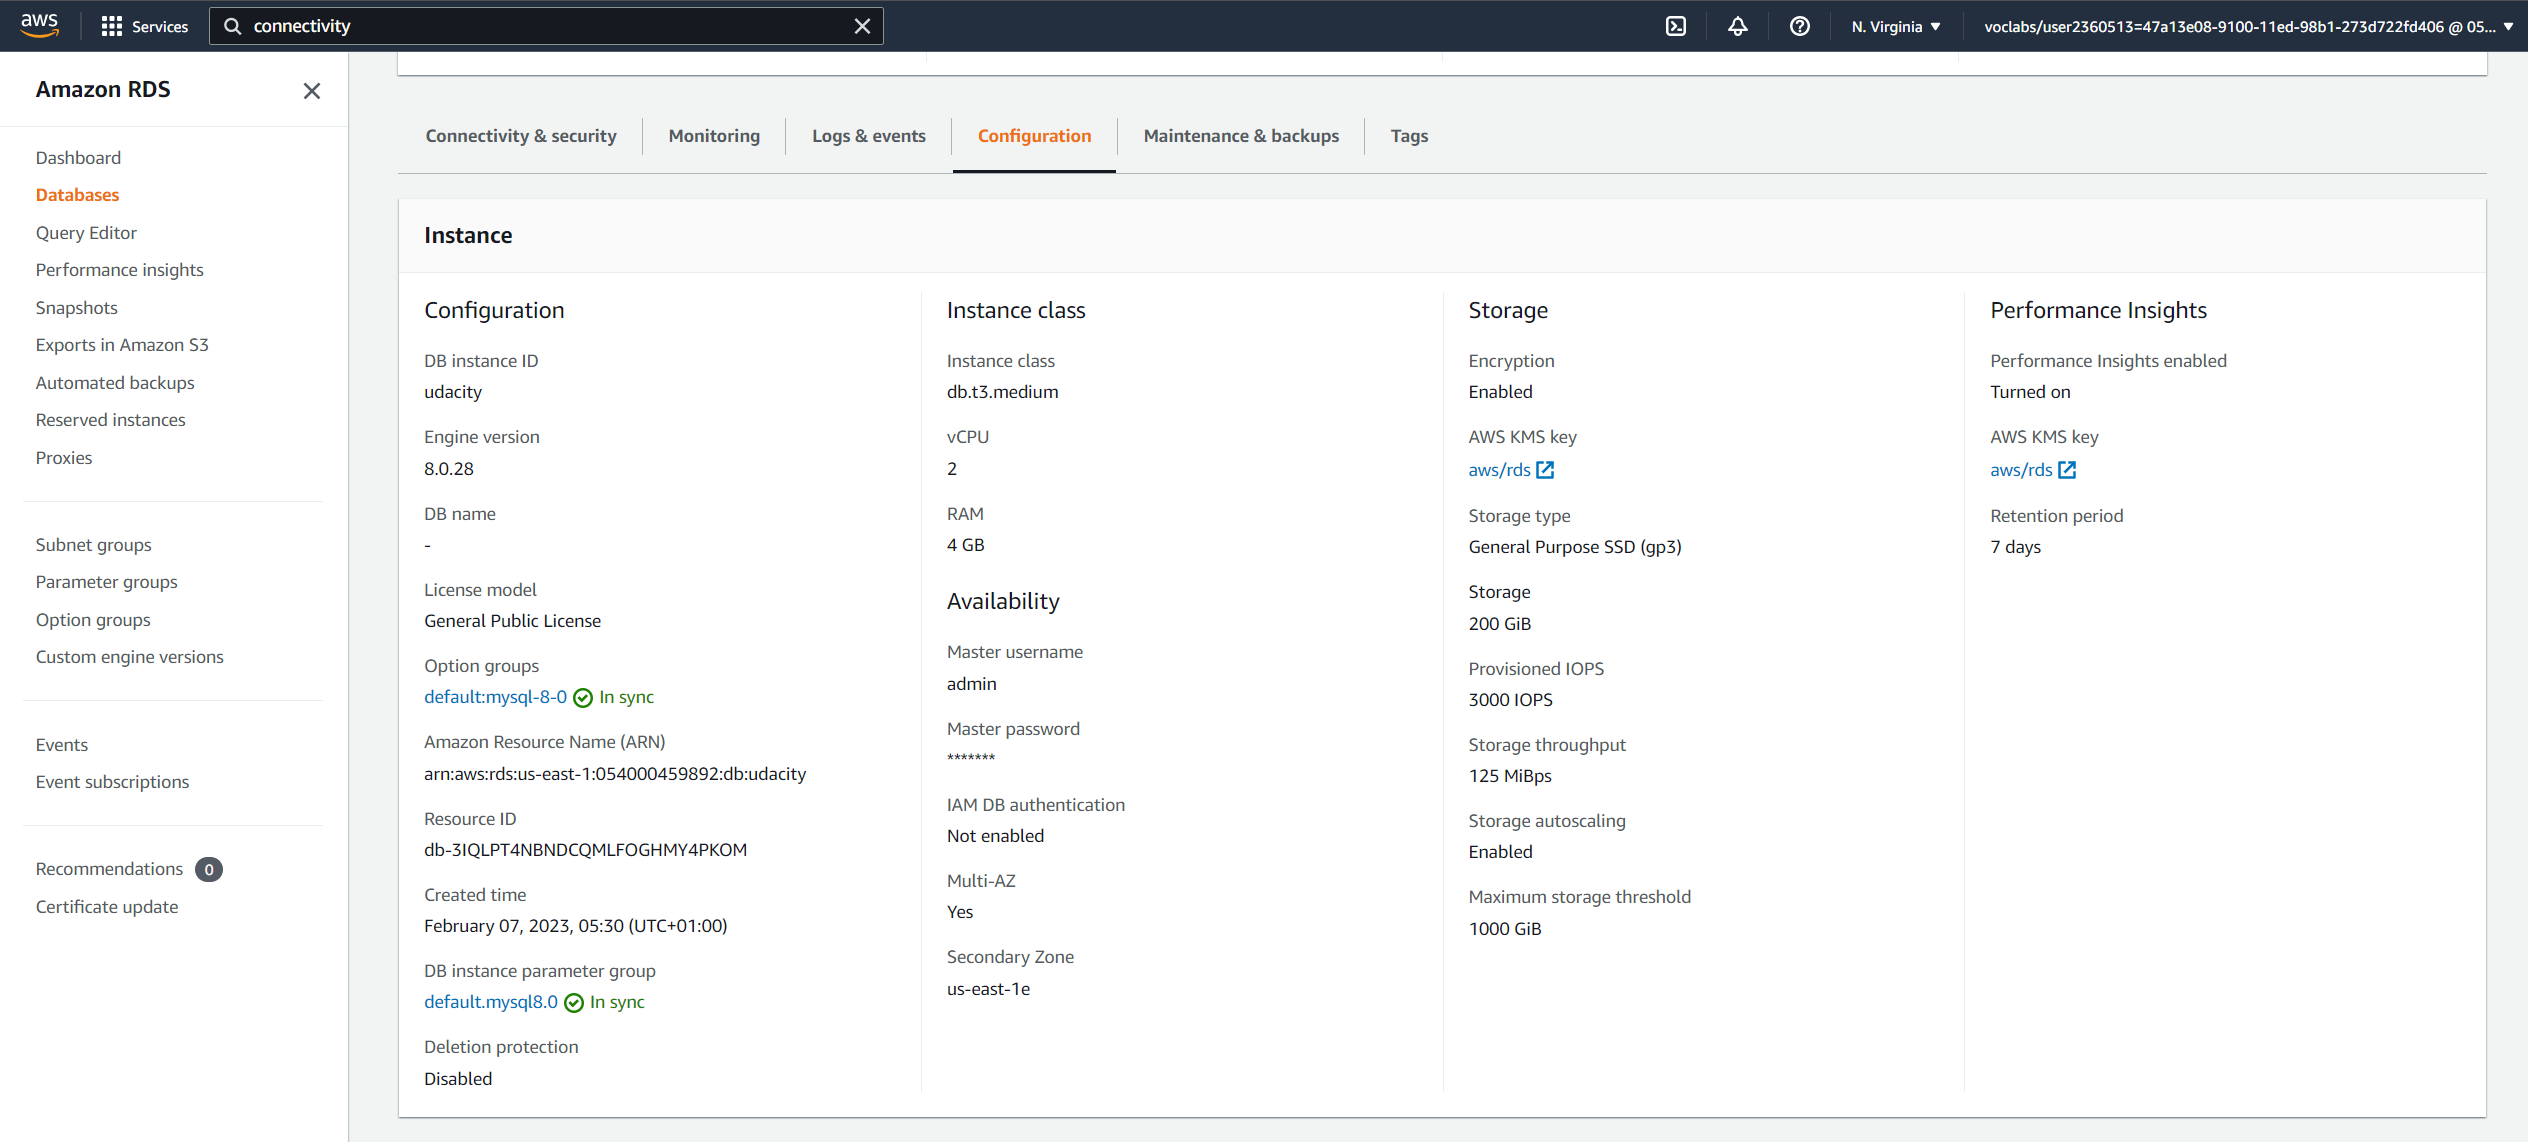 aws
Services
connectivity
N. Virginia
voclabs/user2360513=47a13e08-9100-11ed-98b1-273d722fd406 @ 05...
Amazon RDS
Dashboard
Databases
Query Editor
Performance insights
Snapshots
Exports in Amazon S3
Automated backups
Reserved instances
Proxies
Subnet groups
Parameter groups
Option groups
Custom engine versions
Events
Event subscriptions
Recommendations 0
Certificate update
Connectivity & security
Monitoring
Logs & events
Configuration
Maintenance & backups
Tags
Instance
Configuration
DB instance ID
udacity
Engine version
8.0.28
DB name
-
License model
General Public License
Option groups
default:mysql-8-0 In sync
Amazon Resource Name (ARN)
arn:aws:rds:us-east-1:054000459892:db:udacity
Resource ID
db-3IQLPT4NBNDCQMLFOGHMY4PKOM
Created time
February 07, 2023, 05:30 (UTC+01:00)
DB instance parameter group
default.mysql8.0 In sync
Deletion protection
Disabled
Instance class
Instance class
db.t3.medium
vCPU
2
RAM
4 GB
Availability
Master username
admin
Master password
*******
IAM DB authentication
Not enabled
Multi-AZ
Yes
Secondary Zone
us-east-1e
Storage
Encryption
Enabled
AWS KMS key
aws/rds
Storage type
General Purpose SSD (gp3)
Storage
200 GiB
Provisioned IOPS
3000 IOPS
Storage throughput
125 MiBps
Storage autoscaling
Enabled
Maximum storage threshold
1000 GiB
Performance Insights
Performance Insights enabled
Turned on
AWS KMS key
aws/rds
Retention period
7 days